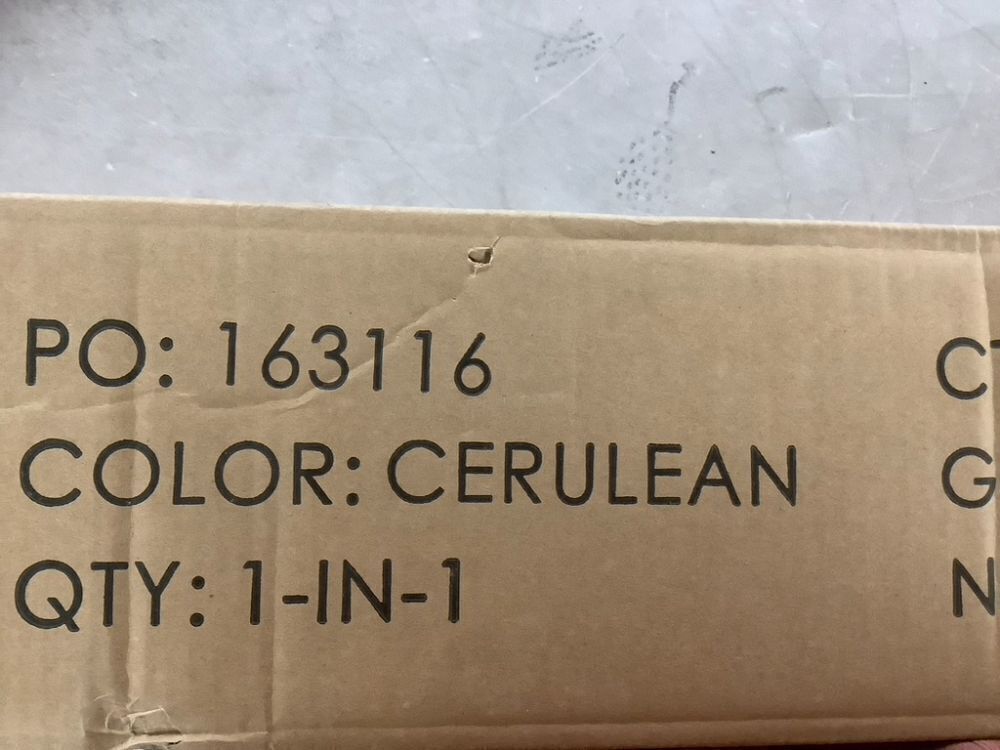 PO: 163116
COLOR: CERULEAN
QTY: 1-IN-1
C
G
N